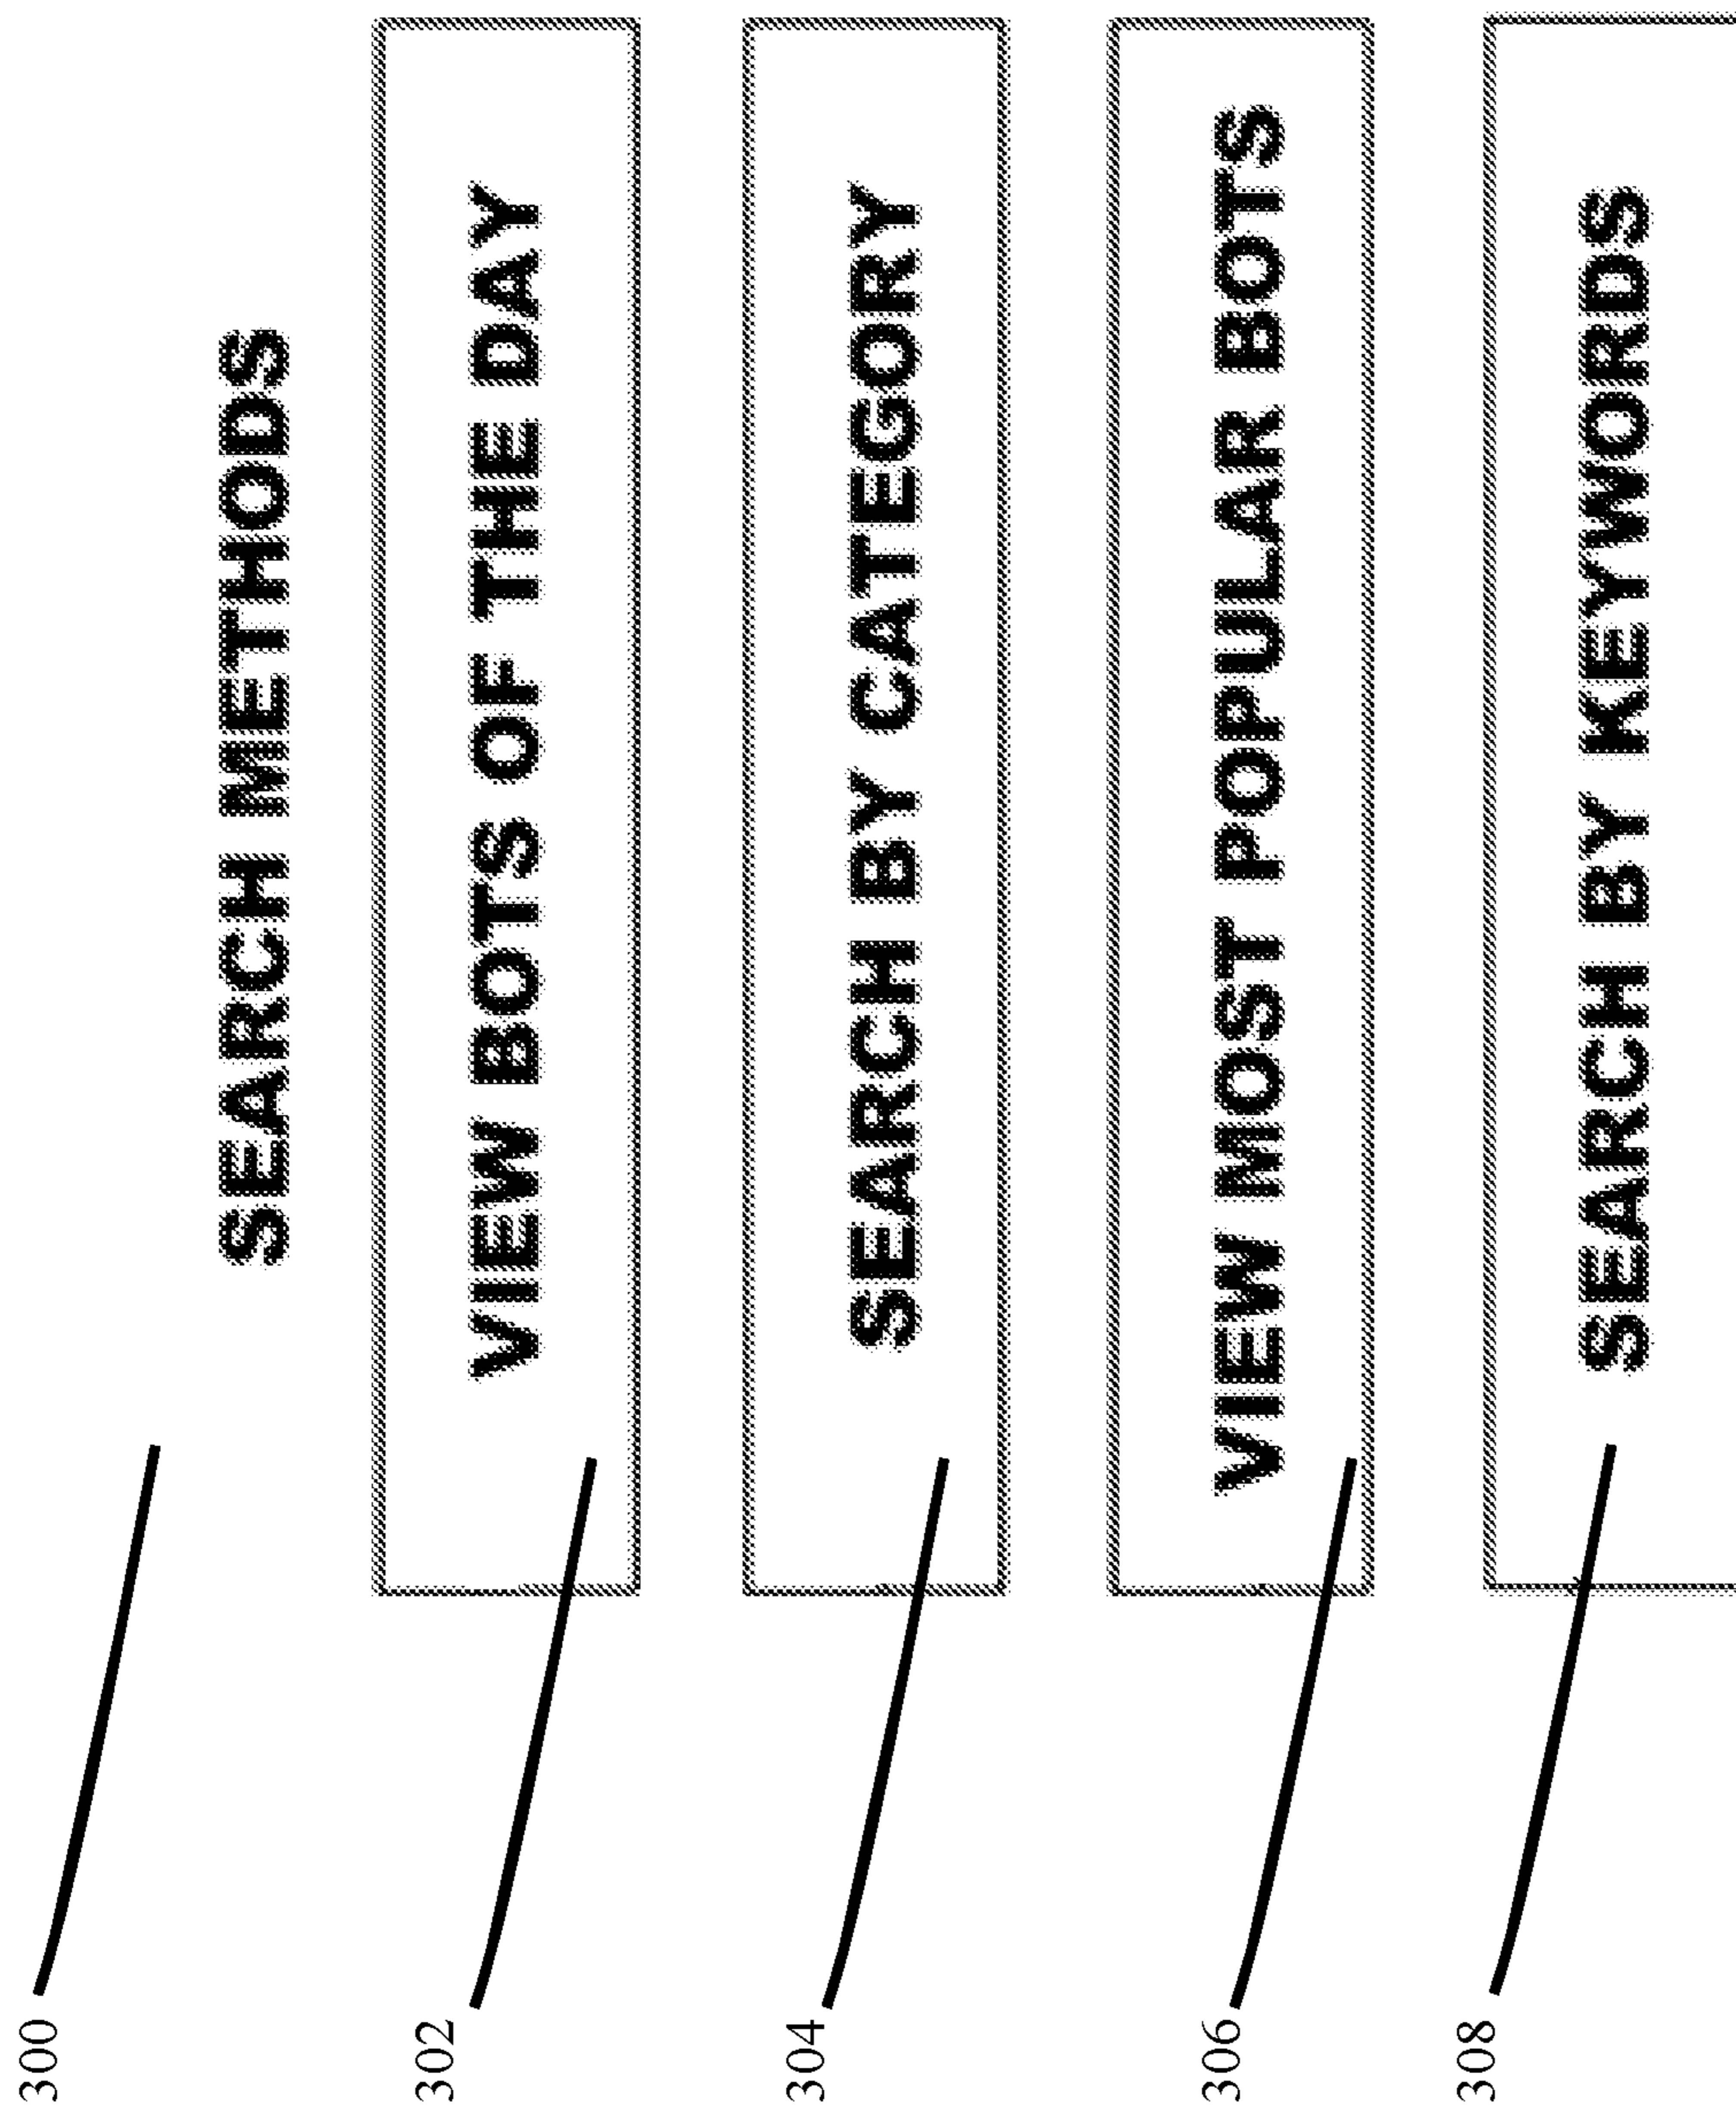 300
SEARCH METHODS
302
VIEW BOTS OF THE DAY
304
SEARCH BY CATEGORY
306
VIEW MOST POPULAR BOTS
308
SEARCH BY KEYWORDS